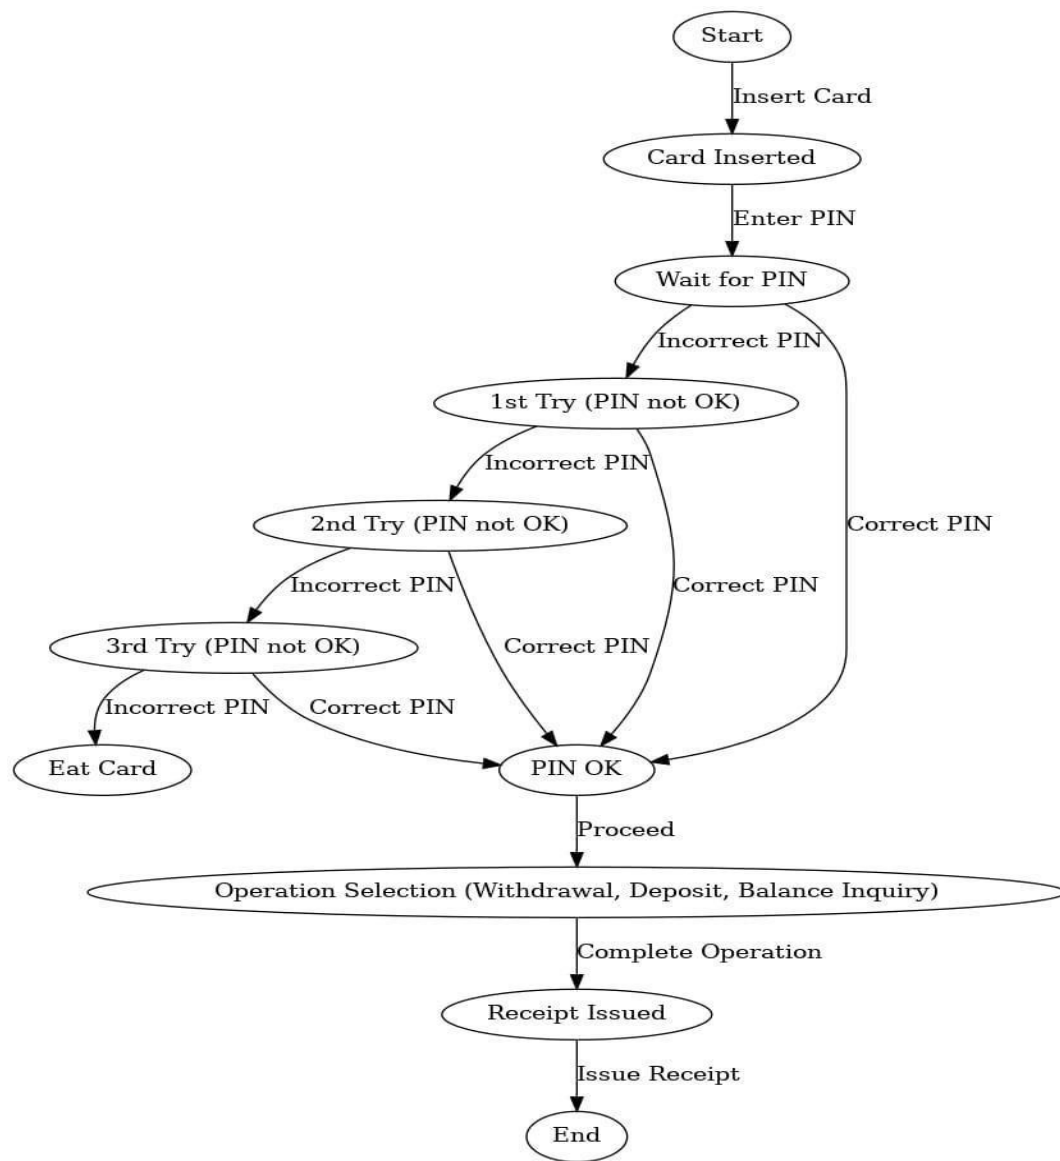 Start
Insert Card
Card Inserted
Enter PIN
Wait for PIN
Incorrect PIN
1st Try (PIN not OK)
Incorrect PIN
2nd Try (PIN not OK)
Correct PIN
Incorrect PIN
Correct PIN
3rd Try (PIN not OK)
Correct PIN
Incorrect PIN
Correct PIN
Eat Card
PIN OK
Proceed
Operation Selection (Withdrawal, Deposit, Balance Inquiry)
Complete Operation
Receipt Issued
Issue Receipt
End